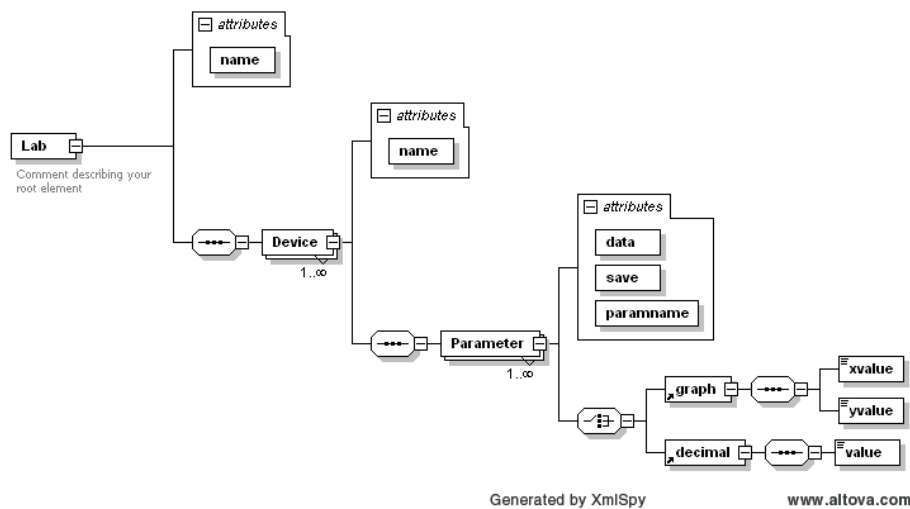 attributes
name
Lab
Comment describing your
root element
attributes
name
Device
1..∞
attributes
data
save
paramname
Parameter
1..∞
graph
xvalue
yvalue
decimal
value
Generated by XmlSpy
www.altova.com